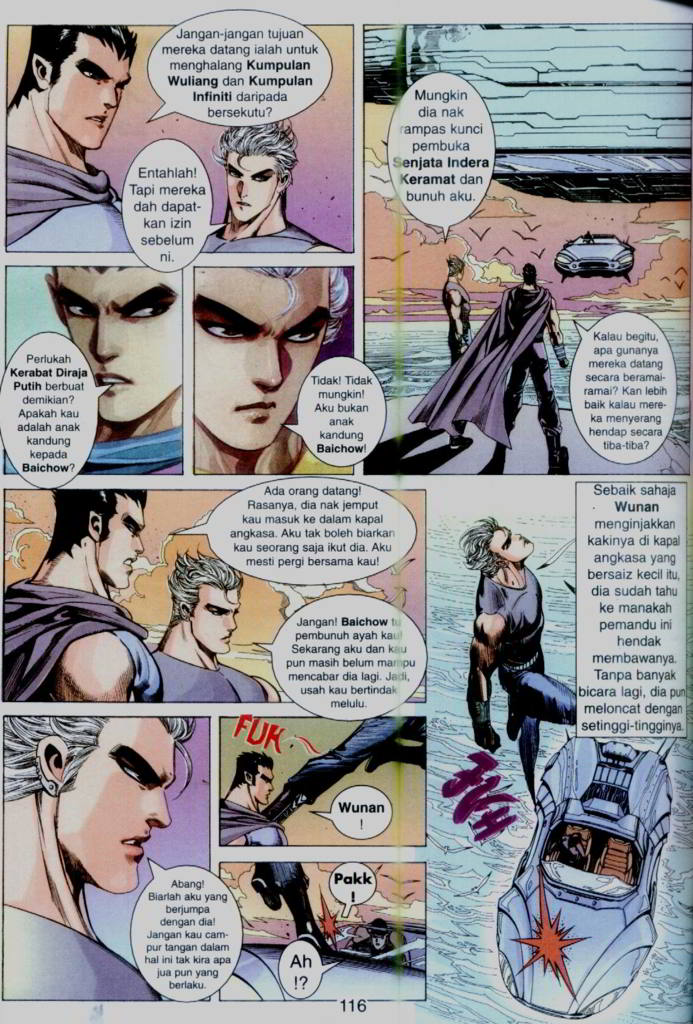 Jangan-jangan tujuan
mereka datang ialah untuk
menghalang Kumpulan
Wuliang dan Kumpulan
Infiniti daripada
bersekutu?
Entahlah!
Tapi mereka
dah dapat-
kan izin
sebelum
ni.
Mungkin
dia nak
rampas kunci
pembuka
Senjata Indera
Keramat dan
bunuh aku.
Kalau begitu,
apa gunanya
mereka datang
secara beramai-
ramai? Kan lebih
baik kalau mere-
ka menyerang
hendap secara
tiba-tiba?
Perlukah
Kerabat Diraja
Putih berbuat
demikian?
Apakah kau
adalah anak
kandung
kepada
Baichow?
Tidak! Tidak
mungkin!
Aku bukan
anak
kandung
Baichow!
Ada orang datang!
Rasanya, dia nak jemput
kau masuk ke dalam kapal
angkasa. Aku tak boleh biarkan
kau seorang saja ikut dia. Aku
mesti pergi bersama kau!
Jangan! Baichow tu
pembunuh ayah kau!
Sekarang aku dan kau
pun masih belum mampu
mencabar dia lagi. Jadi,
usah kau bertindak
melulu.
Sebaik sahaja
Wunan
menginjakkan
kakinya di kapal
angkasa yang
bersaiz kecil itu,
dia sudah tahu
ke manakah
pemandu ini
hendak
membawanya.
Tanpa banyak
bicara lagi, dia pun
meloncat dengan
setinggi-tingginya.
Abang!
Biarlah aku yang
berjumpa
dengan dia!
Jangan kau cam-
pur tangan dalam
hal ini tak kira apa
jua pun yang
berlaku.
FUK
Wunan
!
Pakk
!
Ah
!?
116